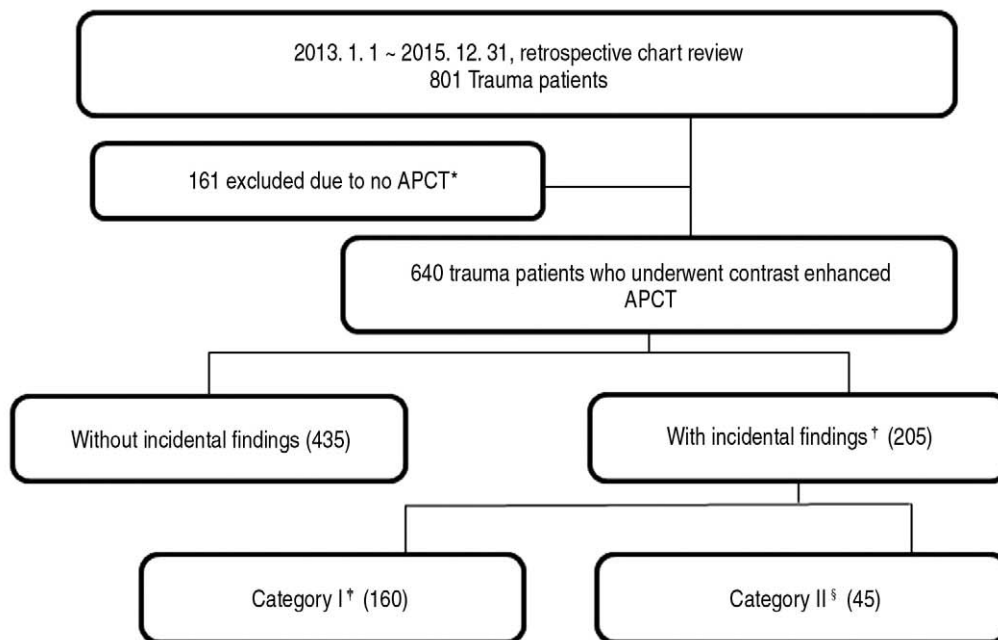 2013. 1. 1 ~ 2015. 12. 31, retrospective chart review
801 Trauma patients
161 excluded due to no APCT*
640 trauma patients who underwent contrast enhanced
APCT
Without incidental findings (435)
With incidental findings† (205)
Category I† (160)
Category II§ (45)